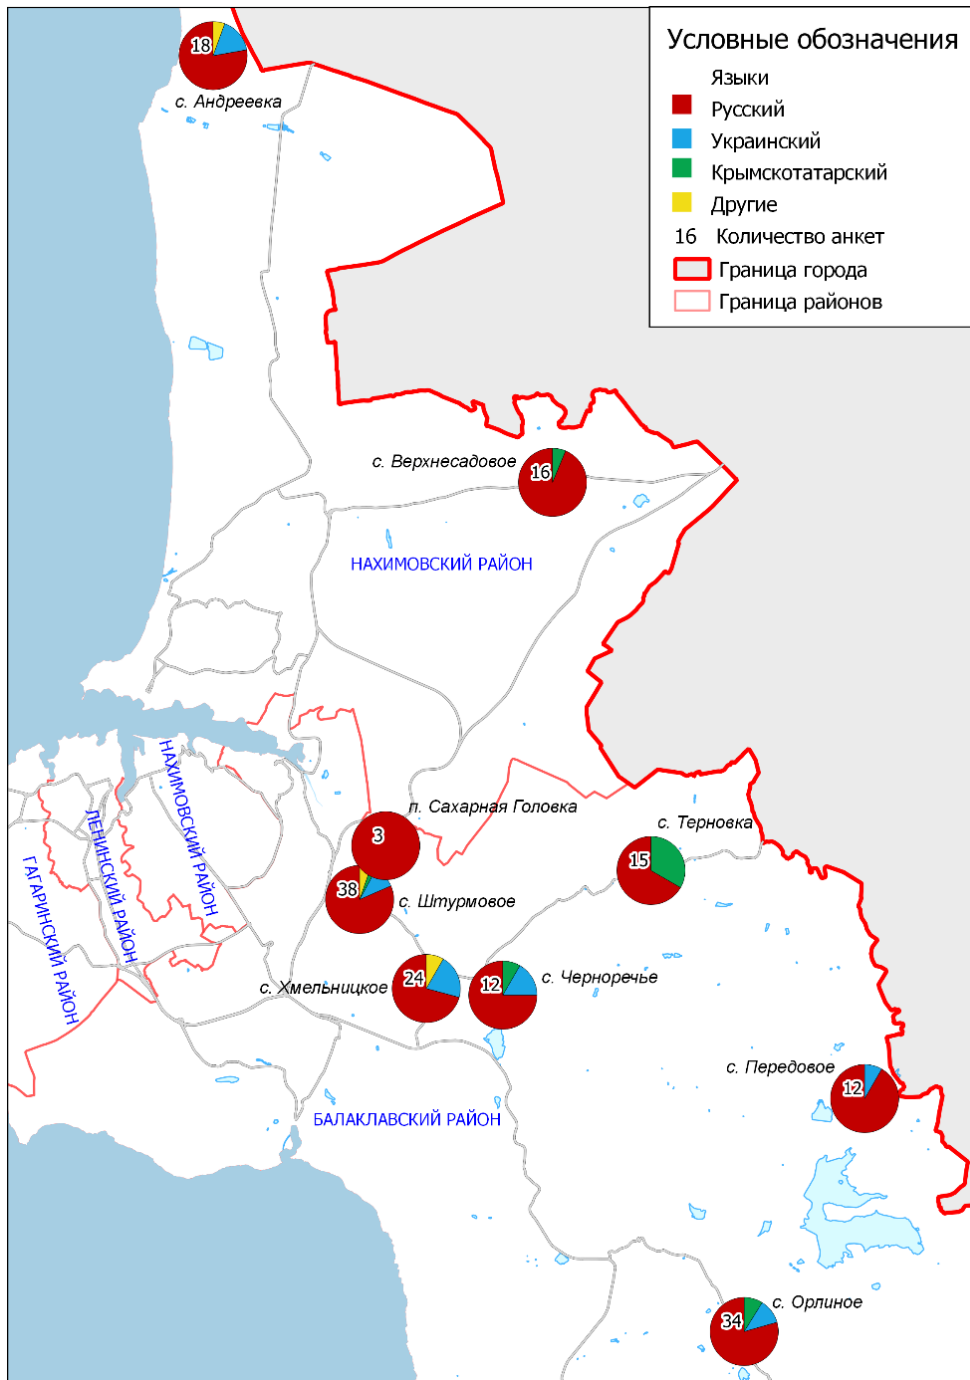 18
с. Андреевка
Условные обозначения
Языки
Русский
Украинский
Крымскотатарский
Другие
16 Количество анкет
Граница города
Граница районов
с. Верхнесадовое
16
НАХИМОВСКИЙ РАЙОН
НАХИМОВСКИЙ РАЙОН
ЛЕНИНСКИЙ РАЙОН
ГАГАРИНСКИЙ РАЙОН
п. Сахарная Головка
3
с. Терновка
15
38
с. Штурмовое
с. Хмельницкое
24
12
с. Черноречье
с. Передовое
12
БАЛАКЛАВСКИЙ РАЙОН
с. Орлиное
34